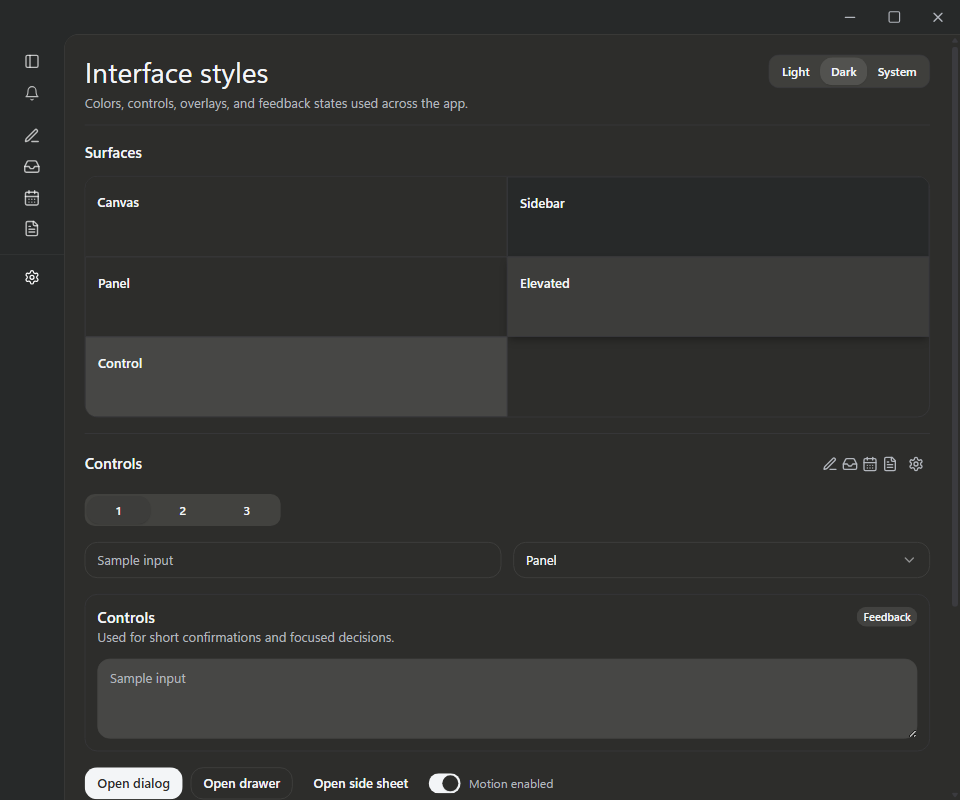 Interface styles
Light Dark System
Colors, controls, overlays, and feedback states used across the app.
Surfaces
Canvas
Sidebar
Panel
Elevated
Control
Controls
1 2 3
Sample input
Panel
Controls
Feedback
Used for short confirmations and focused decisions.
Sample input
Open dialog
Open drawer
Open side sheet
Motion enabled